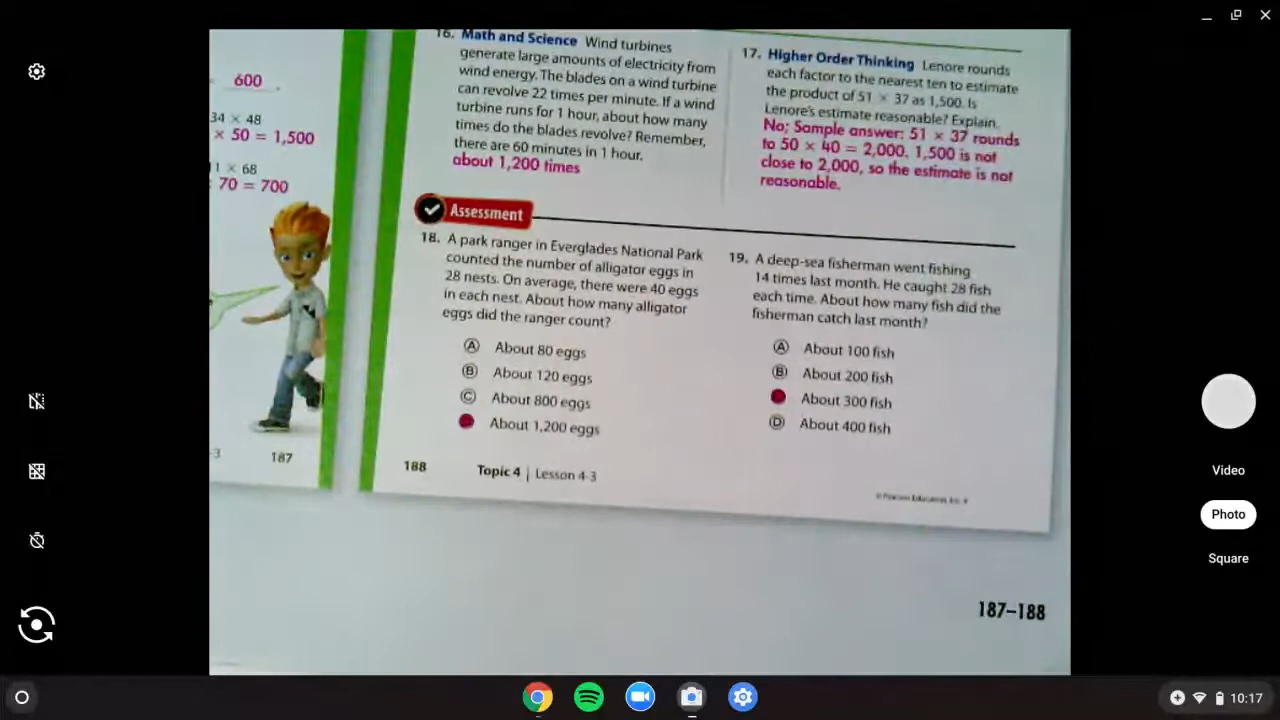 600
34 × 48
× 50 = 1,500
1 × 68
70 = 700
-3
187
16. Math and Science Wind turbines
generate large amounts of electricity from
wind energy. The blades on a wind turbine
can revolve 22 times per minute. If a wind
turbine runs for 1 hour, about how many
times do the blades revolve? Remember,
there are 60 minutes in 1 hour.
about 1,200 times
17. Higher Order Thinking Lenore rounds
each factor to the nearest ten to estimate
the product of 51 × 37 as 1,500. Is
Lenore's estimate reasonable? Explain.
No; Sample answer: 51 × 37 rounds
to 50 × 40 = 2,000. 1,500 is not
close to 2,000, so the estimate is not
reasonable.
Assessment
18. A park ranger in Everglades National Park
counted the number of alligator eggs in
28 nests. On average, there were 40 eggs
in each nest. About how many alligator
eggs did the ranger count?
A About 80 eggs
B About 120 eggs
C About 800 eggs
About 1,200 eggs
19. A deep-sea fisherman went fishing
14 times last month. He caught 28 fish
each time. About how many fish did the
fisherman catch last month?
A About 100 fish
B About 200 fish
About 300 fish
D About 400 fish
188
Topic 4 | Lesson 4-3
© Pearson Education, Inc. 4
187–188
Video
Photo
Square
10:17